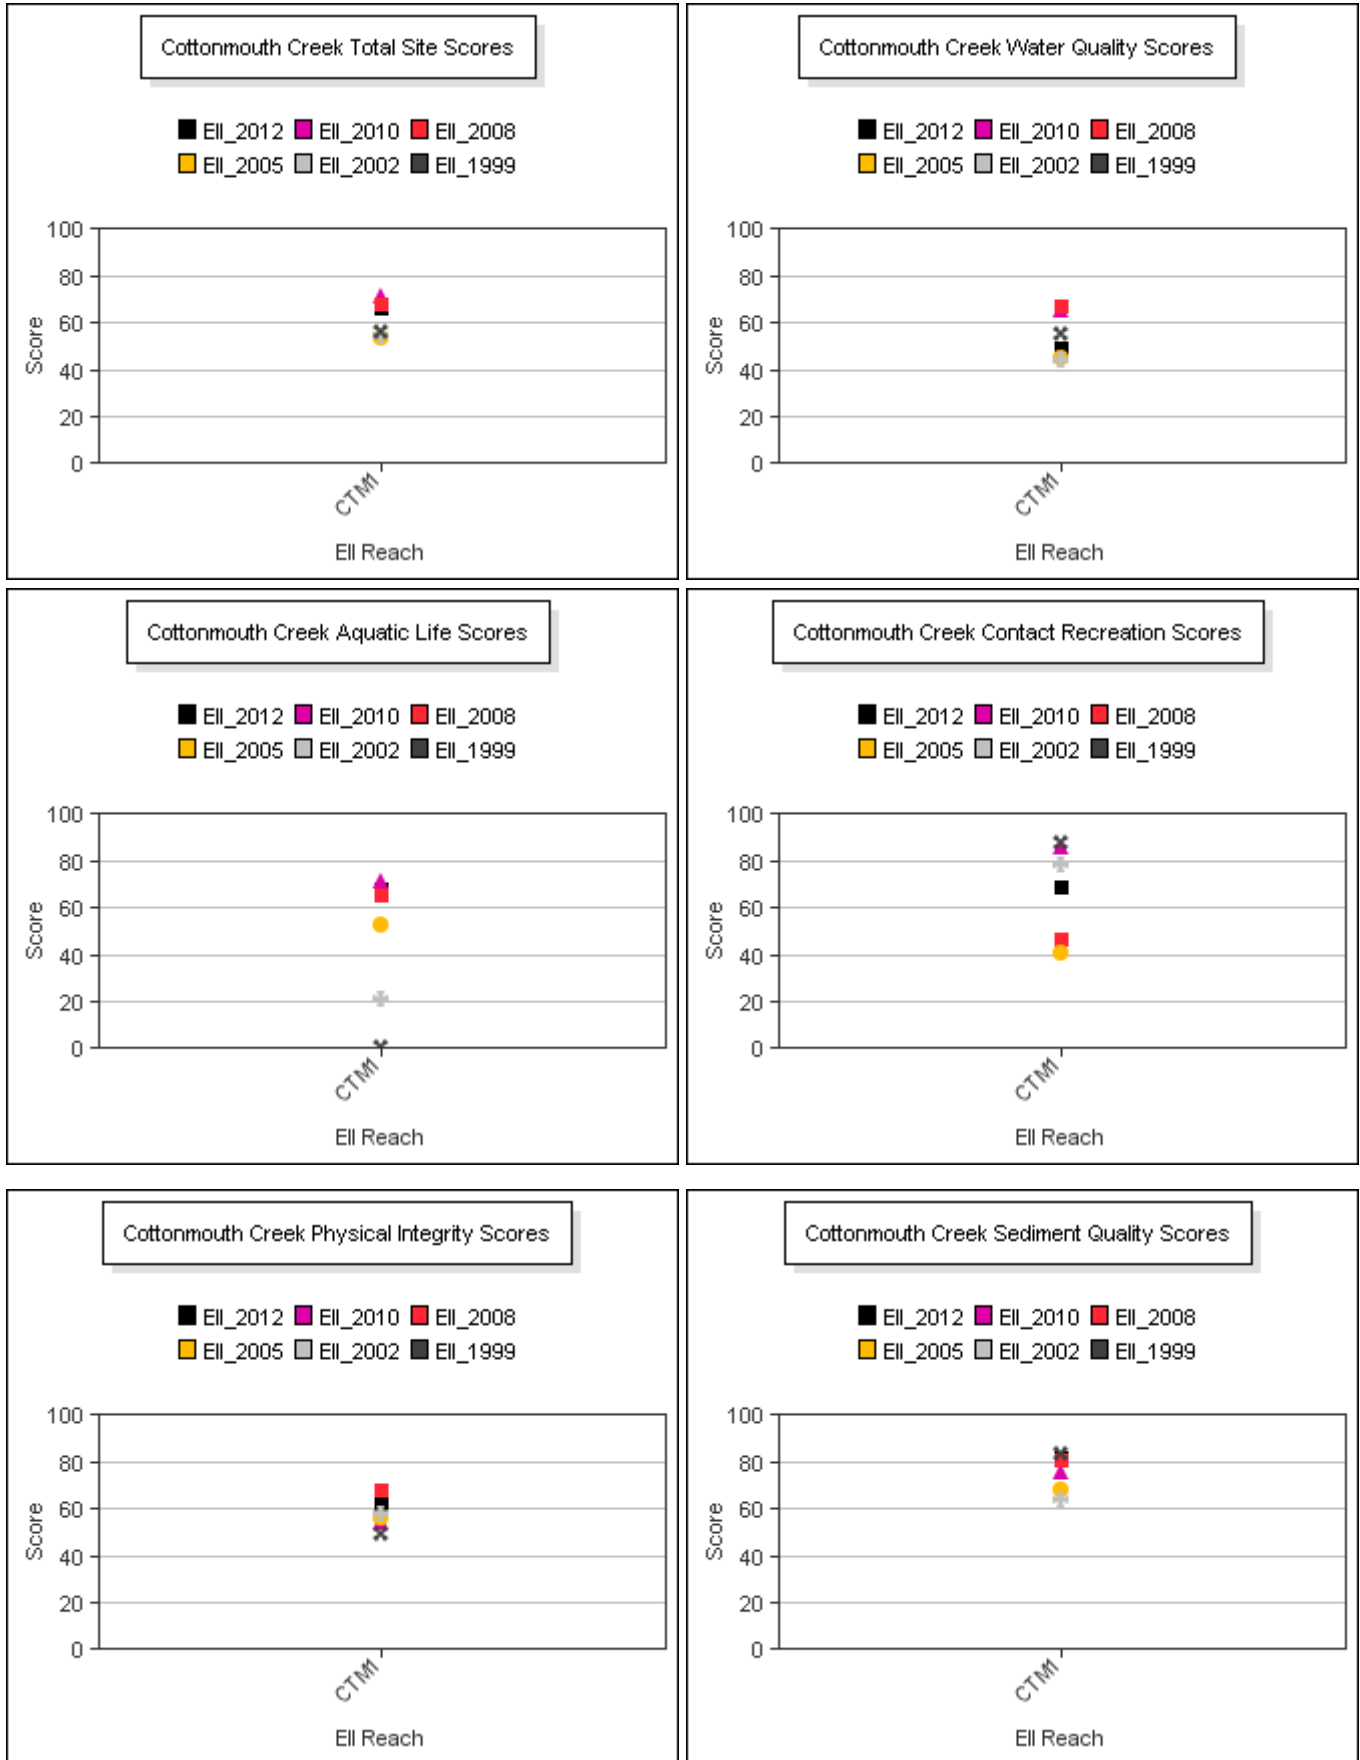 Cottonmouth Creek Total Site Scores
EII_2012 EII_2010 EII_2008
EII_2005 EII_2002 EII_1999
100
80
60
40
20
0
Score
CTM1
EII Reach
Cottonmouth Creek Water Quality Scores
EII_2012 EII_2010 EII_2008
EII_2005 EII_2002 EII_1999
100
80
60
40
20
0
Score
CTM1
EII Reach
Cottonmouth Creek Aquatic Life Scores
EII_2012 EII_2010 EII_2008
EII_2005 EII_2002 EII_1999
100
80
60
40
20
0
Score
CTM1
EII Reach
Cottonmouth Creek Contact Recreation Scores
EII_2012 EII_2010 EII_2008
EII_2005 EII_2002 EII_1999
100
80
60
40
20
0
Score
CTM1
EII Reach
Cottonmouth Creek Physical Integrity Scores
EII_2012 EII_2010 EII_2008
EII_2005 EII_2002 EII_1999
100
80
60
40
20
0
Score
CTM1
EII Reach
Cottonmouth Creek Sediment Quality Scores
EII_2012 EII_2010 EII_2008
EII_2005 EII_2002 EII_1999
100
80
60
40
20
0
Score
CTM1
EII Reach